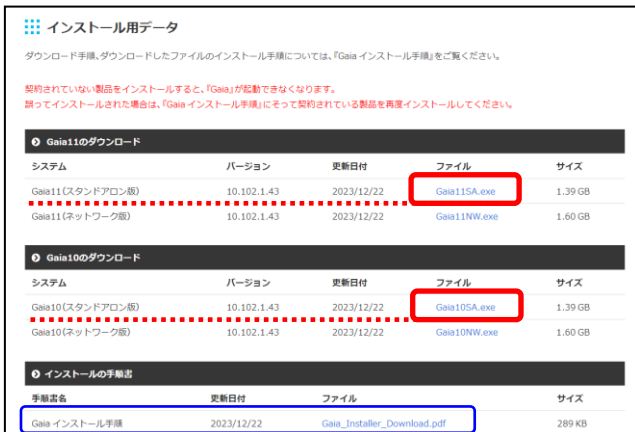 インストール用データ
ダウンロード手順、ダウンロードしたファイルのインストール手順については、『Gaia インストール手順』をご覧ください。
契約されていない製品をインストールすると、『Gaia』が起動できなくなります。
誤ってインストールされた場合は、『Gaia インストール手順』にそって契約されている製品を再度インストールしてください。
Gaia11のダウンロード
システム バージョン 更新日付 ファイル サイズ
Gaia11(スタンドアロン版) 10.102.1.43 2023/12/22 Gaia11SA.exe 1.39 GB
Gaia11(ネットワーク版) 10.102.1.43 2023/12/22 Gaia11NW.exe 1.60 GB
Gaia10のダウンロード
システム バージョン 更新日付 ファイル サイズ
Gaia10(スタンドアロン版) 10.102.1.43 2023/12/22 Gaia10SA.exe 1.39 GB
Gaia10(ネットワーク版) 10.102.1.43 2023/12/22 Gaia10NW.exe 1.60 GB
インストールの手順書
手順書名 更新日付 ファイル サイズ
Gaia インストール手順 2023/12/22 Gaia_Installer_Download.pdf 289 KB